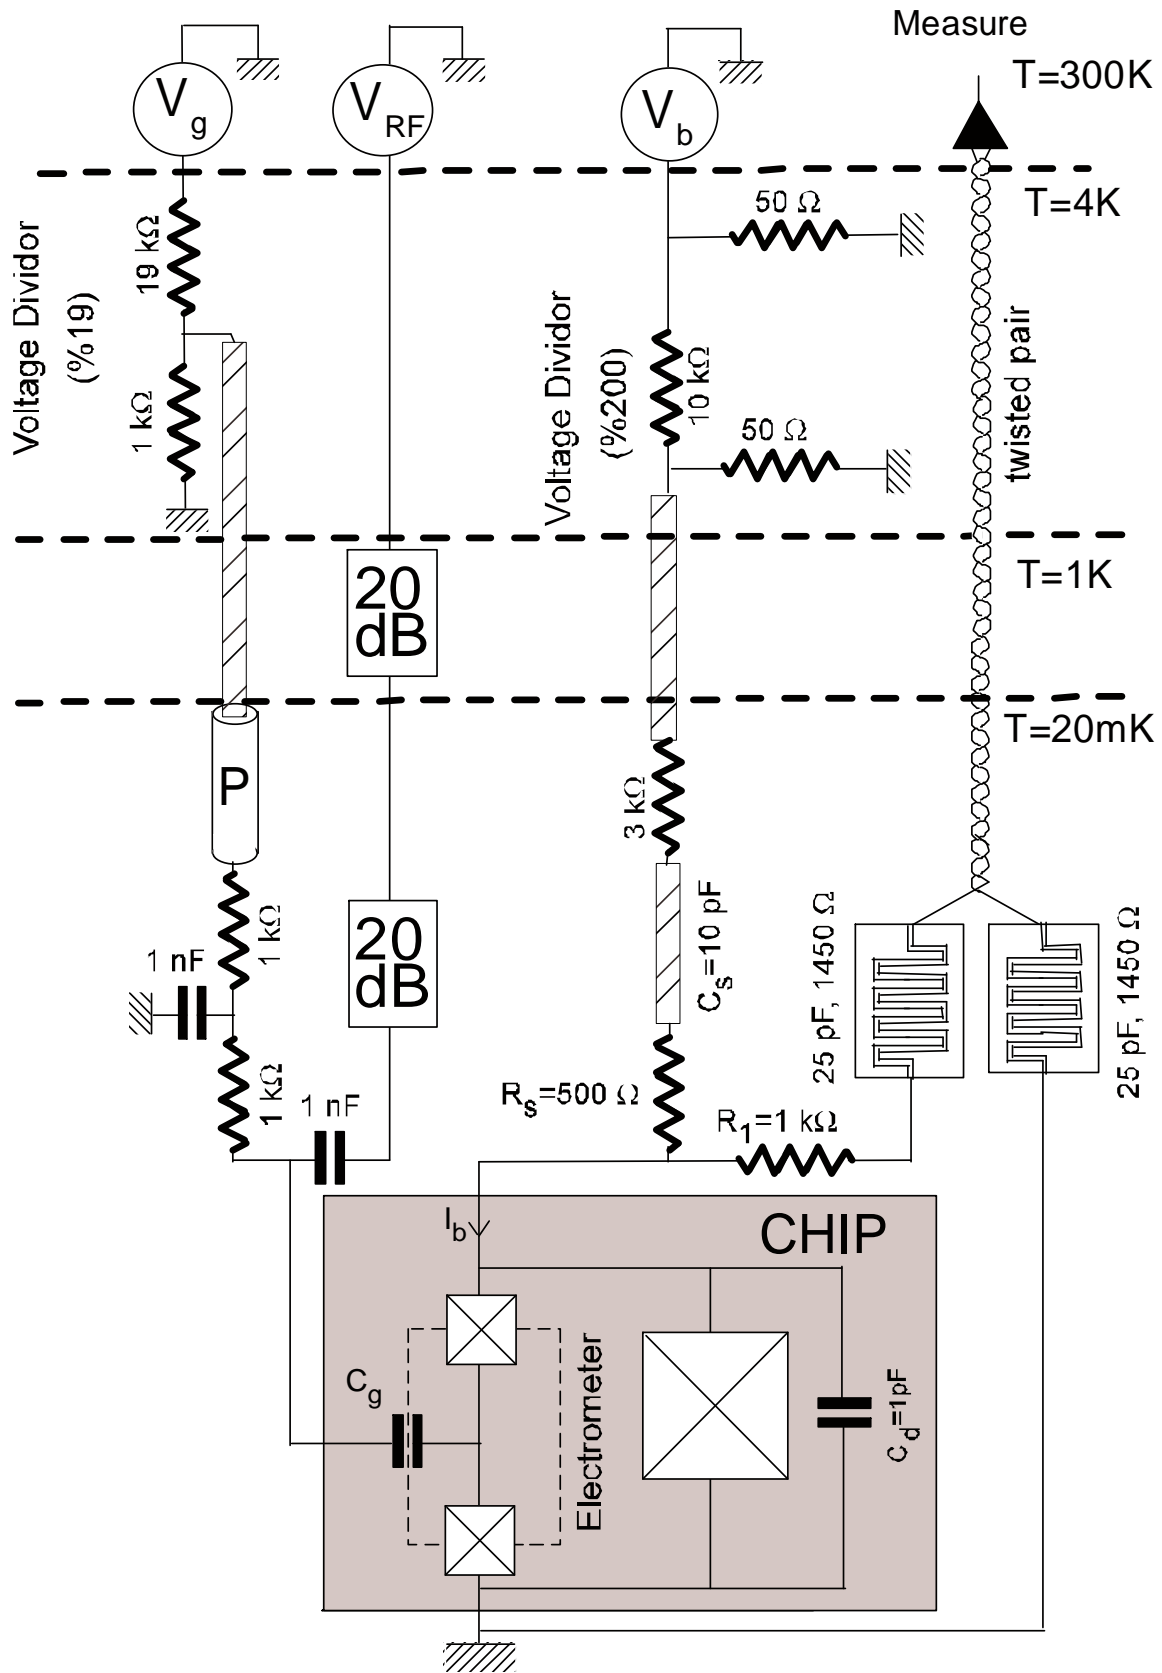 Measure
V_g
V_RF
V_b
T=300K
T=4K
Voltage Dividor
(%19)
19 kΩ
1 kΩ
50 Ω
Voltage Dividor
(%200)
10 kΩ
50 Ω
twisted pair
20
dB
T=1K
T=20mK
P
3 kΩ
1 kΩ
1 nF
20
dB
C_s=10 pF
25 pF, 1450 Ω
25 pF, 1450 Ω
1 kΩ
1 nF
R_s=500 Ω
R_1=1 kΩ
I_b
CHIP
C_g
Electrometer
C_d=1pF